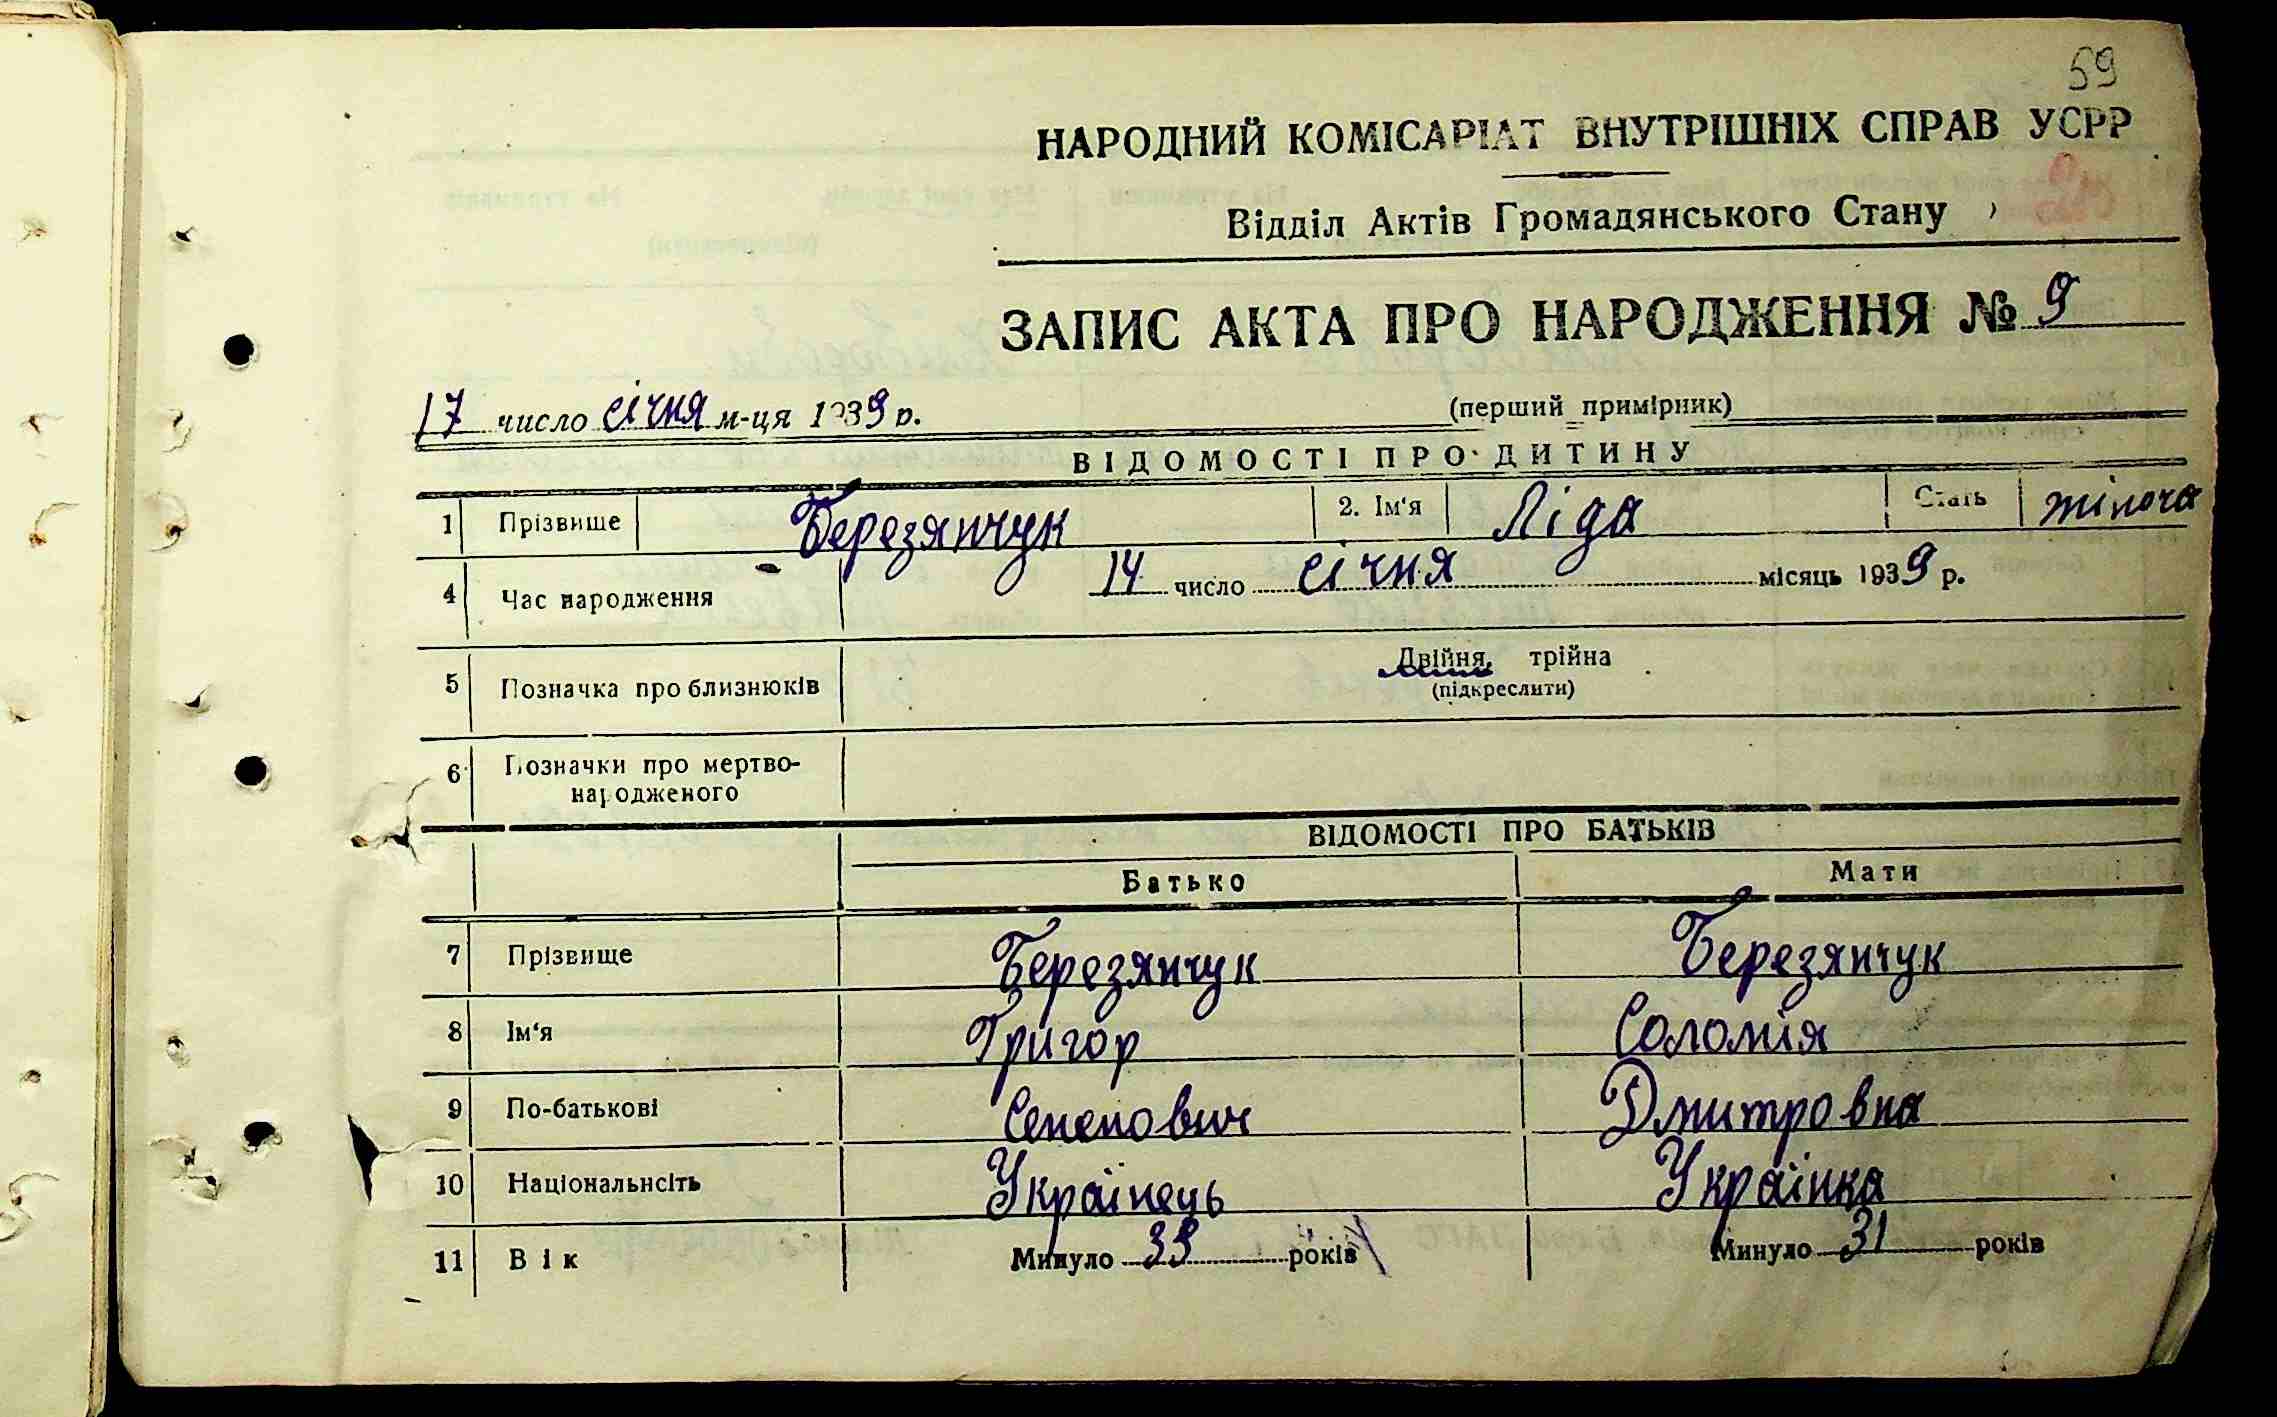 59
НАРОДНИЙ КОМІСАРІАТ ВНУТРІШНІХ СПРАВ УСРР
Відділ Актів Громадянського Стану
ЗАПИС АКТА ПРО НАРОДЖЕННЯ № 9
17 число січня м-ця 1939 р. (перший примірник)
ВІДОМОСТІ ПРО ДИТИНУ
1 Прізвище Березянчук 2. Ім'я Ліда Стать жіноча
4 Час народження 14 число січня місяць 1939 р.
5 Позначка про близнюків Двійня, трійна
(підкреслити)
6 Позначки про мертво-
народженого
ВІДОМОСТІ ПРО БАТЬКІВ
Батько Мати
7 Прізвище Березянчук Березянчук
8 Ім'я Григор Соломія
9 По-батькові Семенович Дмитровна
10 Національнсіть Українець Українка
11 Вік Минуло 33 років Минуло 31 років